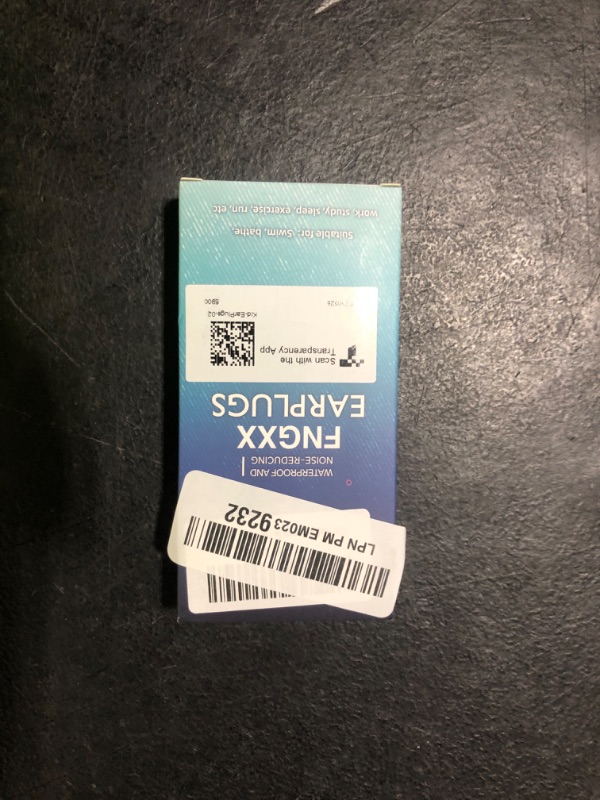 LPN PM EM023 9232
WATERPROOF AND
NOISE-REDUCING
FNGXX
EARPLUGS
Scan with the
Transparency App
Kid-EarPlugs-02
Suitable for: Swim, bathe,
work, study, sleep, exercise, run, etc